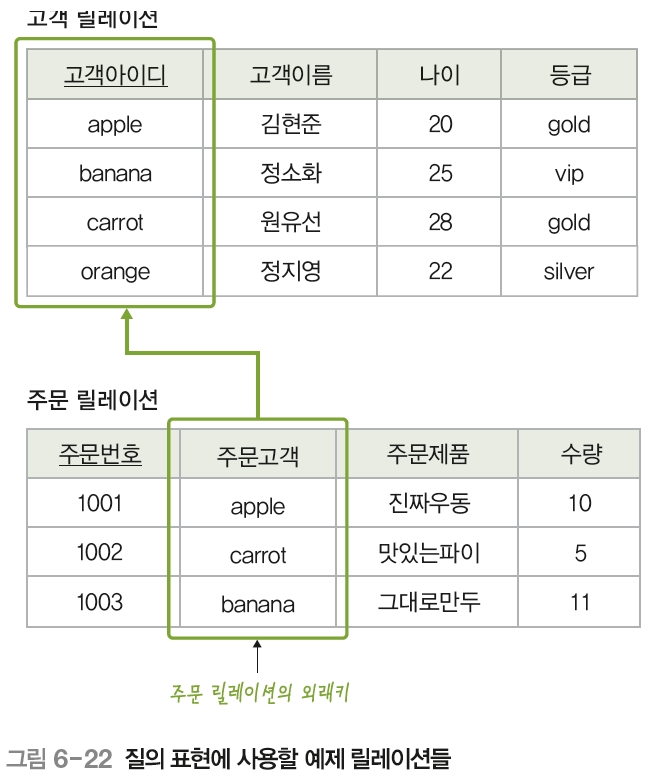 고객 릴레이션
고객아이디 고객이름 나이 등급
apple 김현준 20 gold
banana 정소화 25 vip
carrot 원유선 28 gold
orange 정지영 22 silver
주문 릴레이션
주문번호 주문고객 주문제품 수량
1001 apple 진짜우동 10
1002 carrot 맛있는파이 5
1003 banana 그대로만두 11
주문 릴레이션의 외래키
그림 6-22 질의 표현에 사용할 예제 릴레이션들